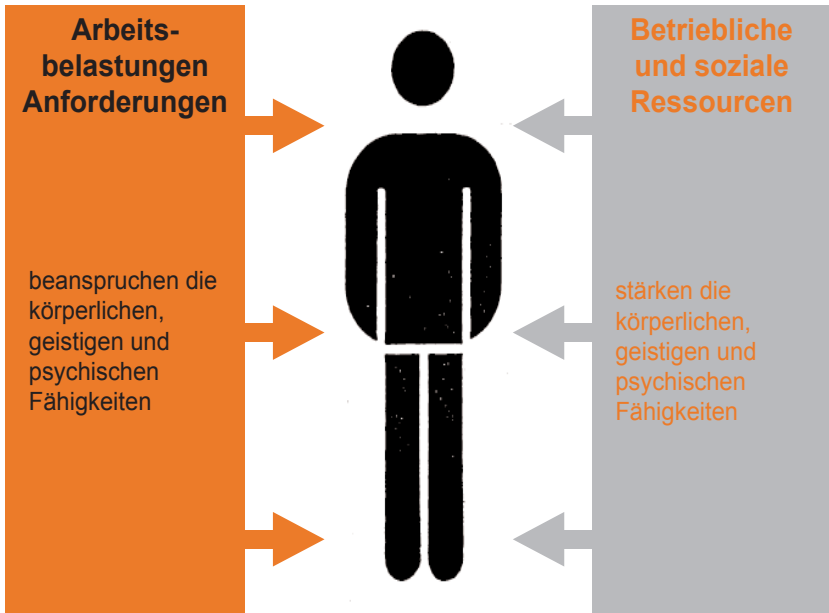 Arbeits-
belastungen
Anforderungen
beanspruchen die
körperlichen,
geistigen und
psychischen
Fähigkeiten
Betriebliche
und soziale
Ressourcen
stärken die
körperlichen,
geistigen und
psychischen
Fähigkeiten